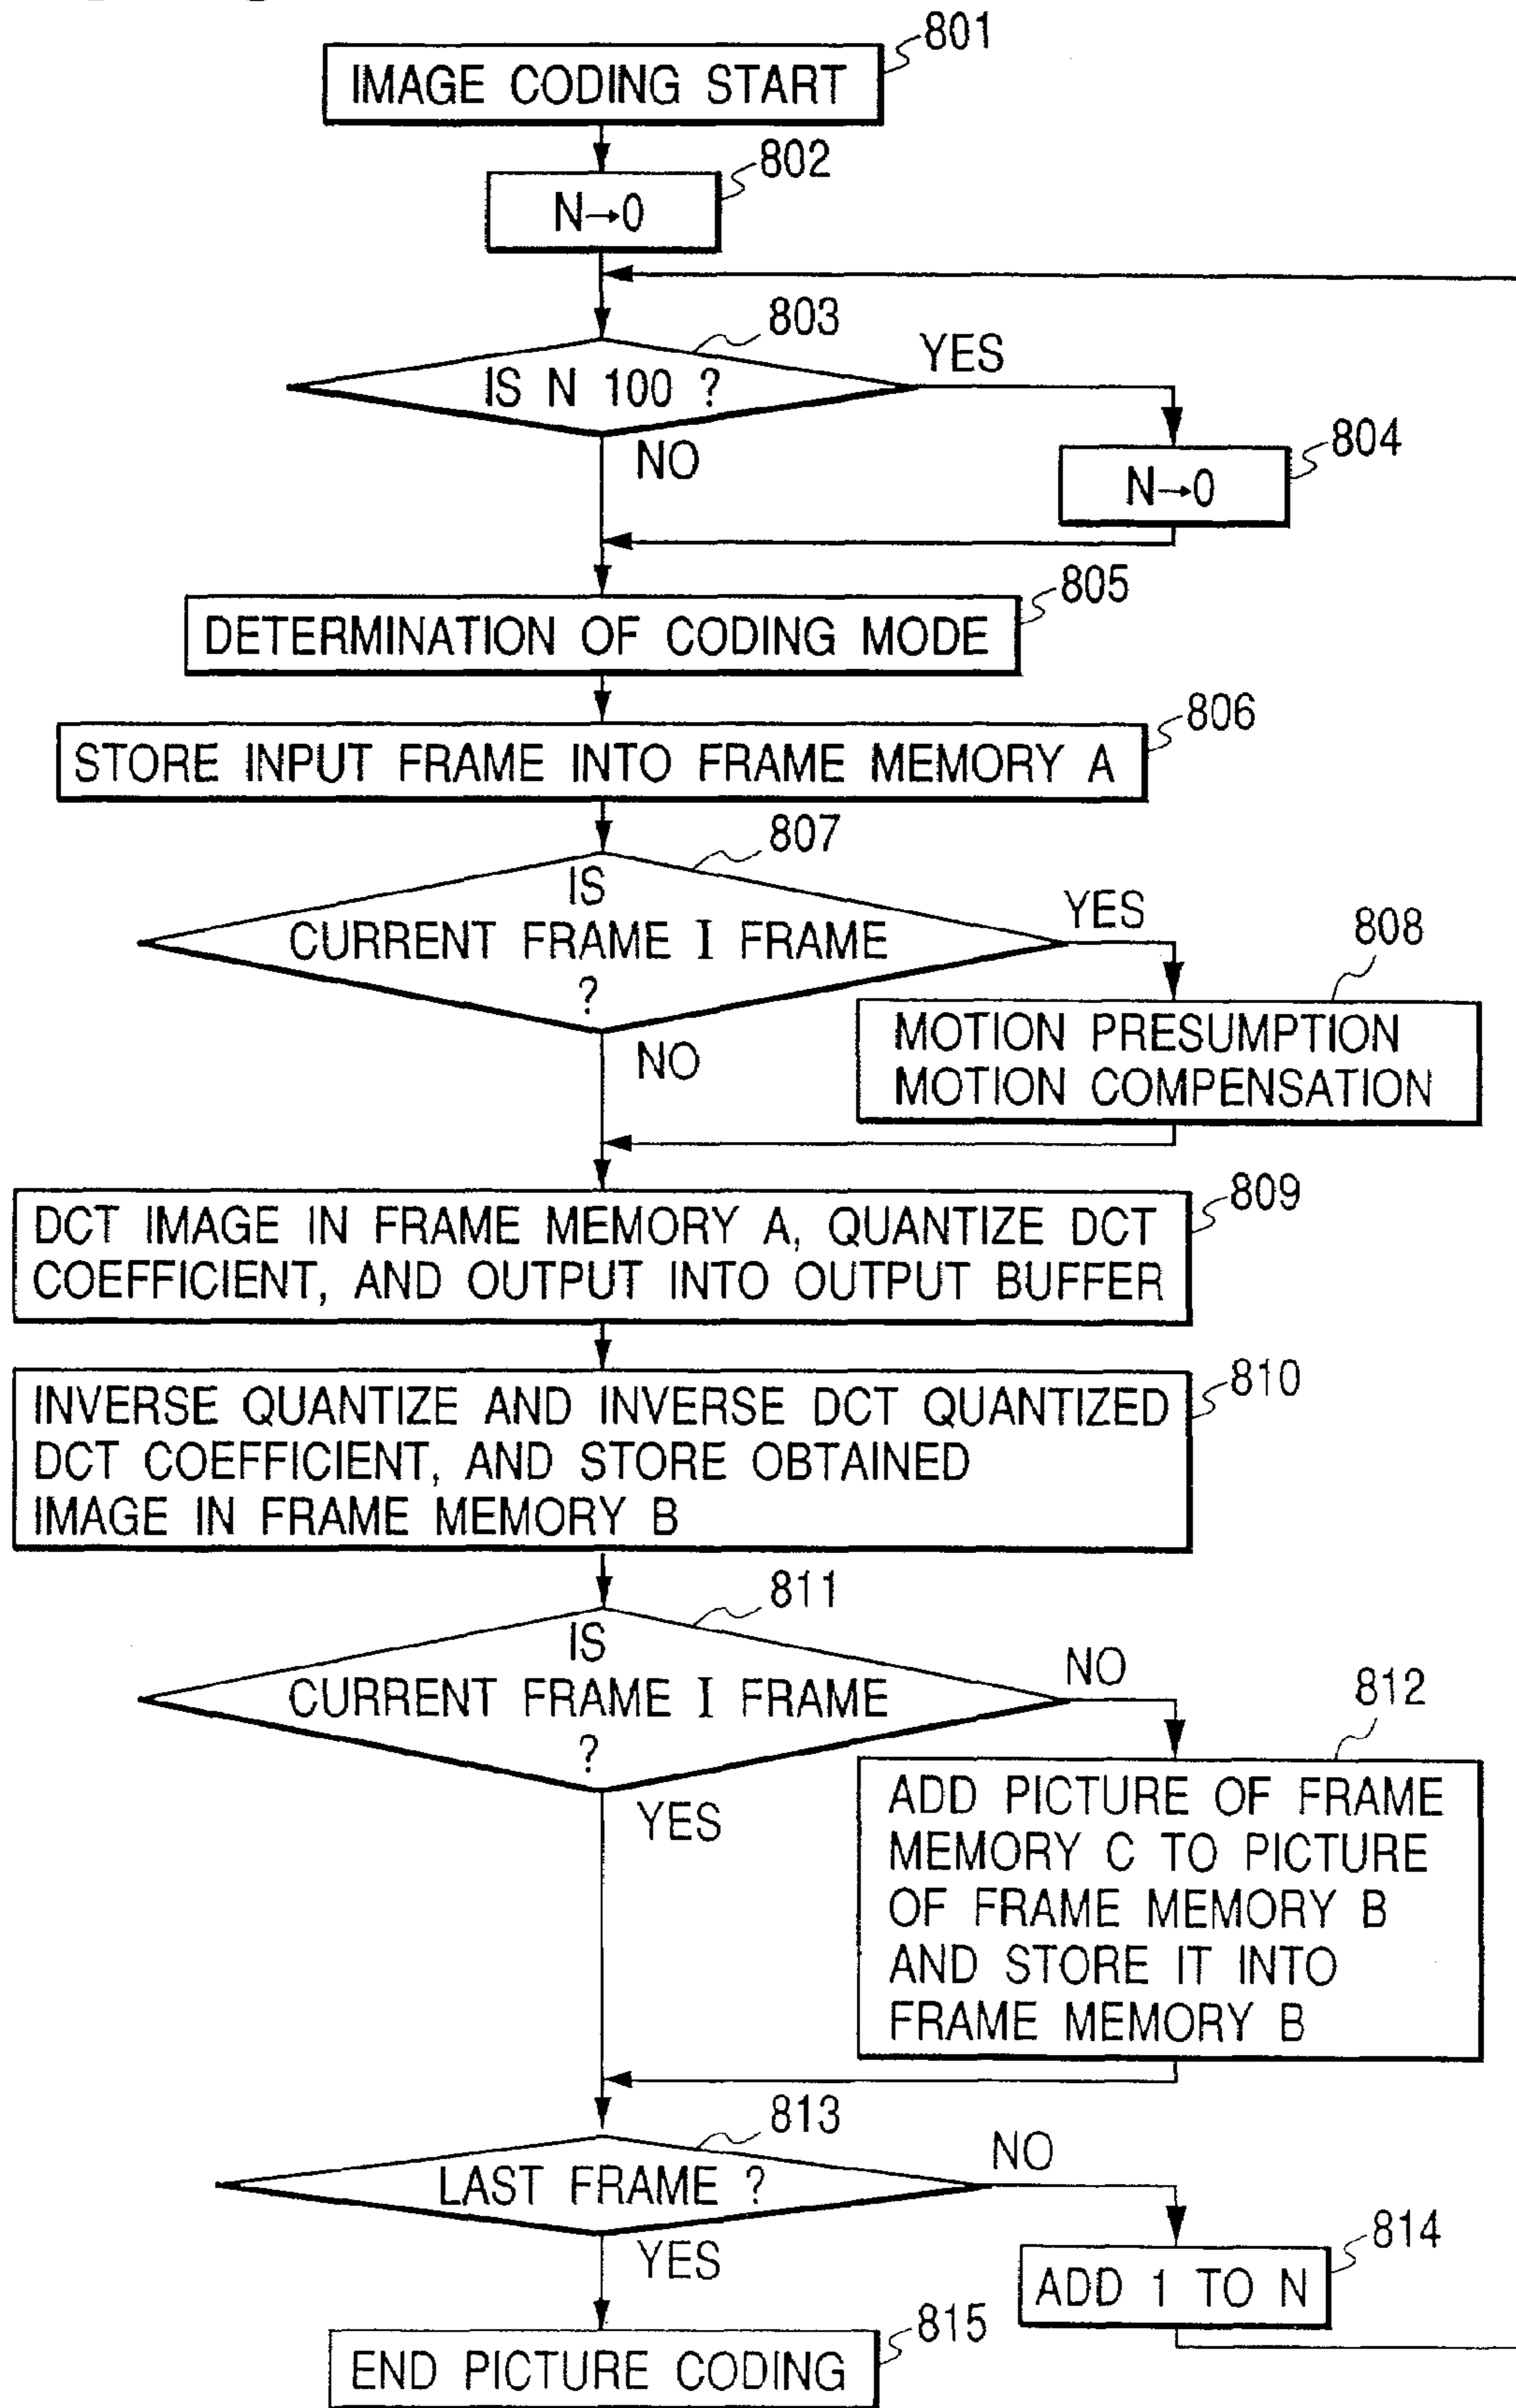 801
IMAGE CODING START
802
N→0
803
IS N 100 ?
YES
NO
804
N→0
805
DETERMINATION OF CODING MODE
806
STORE INPUT FRAME INTO FRAME MEMORY A
807
IS
CURRENT FRAME I FRAME
?
YES
NO
808
MOTION PRESUMPTION
MOTION COMPENSATION
809
DCT IMAGE IN FRAME MEMORY A, QUANTIZE DCT
COEFFICIENT, AND OUTPUT INTO OUTPUT BUFFER
810
INVERSE QUANTIZE AND INVERSE DCT QUANTIZED
DCT COEFFICIENT, AND STORE OBTAINED
IMAGE IN FRAME MEMORY B
811
IS
CURRENT FRAME I FRAME
?
NO
YES
812
ADD PICTURE OF FRAME
MEMORY C TO PICTURE
OF FRAME MEMORY B
AND STORE IT INTO
FRAME MEMORY B
813
LAST FRAME ?
NO
YES
814
ADD 1 TO N
815
END PICTURE CODING